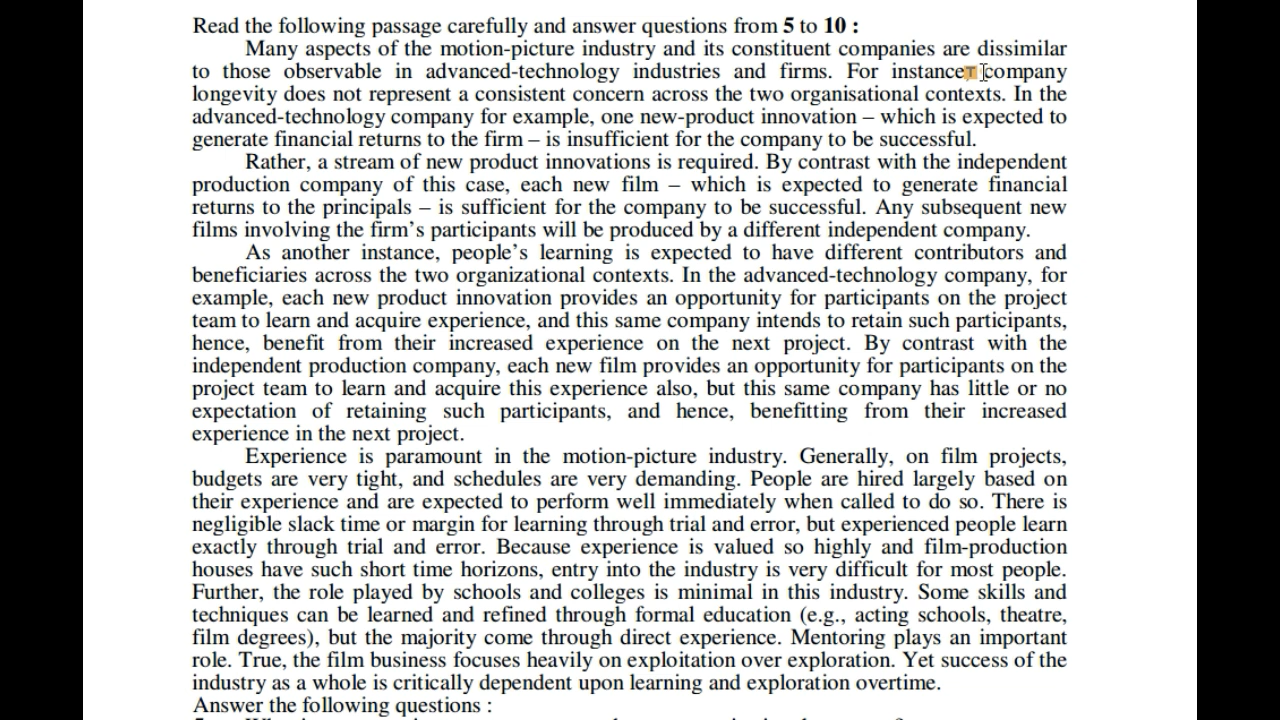 Read the following passage carefully and answer questions from 5 to 10 :
Many aspects of the motion-picture industry and its constituent companies are dissimilar
to those observable in advanced-technology industries and firms. For instance, company
longevity does not represent a consistent concern across the two organisational contexts. In the
advanced-technology company for example, one new-product innovation – which is expected to
generate financial returns to the firm – is insufficient for the company to be successful.
Rather, a stream of new product innovations is required. By contrast with the independent
production company of this case, each new film – which is expected to generate financial
returns to the principals – is sufficient for the company to be successful. Any subsequent new
films involving the firm's participants will be produced by a different independent company.
As another instance, people's learning is expected to have different contributors and
beneficiaries across the two organizational contexts. In the advanced-technology company, for
example, each new product innovation provides an opportunity for participants on the project
team to learn and acquire experience, and this same company intends to retain such participants,
hence, benefit from their increased experience on the next project. By contrast with the
independent production company, each new film provides an opportunity for participants on the
project team to learn and acquire this experience also, but this same company has little or no
expectation of retaining such participants, and hence, benefitting from their increased
experience in the next project.
Experience is paramount in the motion-picture industry. Generally, on film projects,
budgets are very tight, and schedules are very demanding. People are hired largely based on
their experience and are expected to perform well immediately when called to do so. There is
negligible slack time or margin for learning through trial and error, but experienced people learn
exactly through trial and error. Because experience is valued so highly and film-production
houses have such short time horizons, entry into the industry is very difficult for most people.
Further, the role played by schools and colleges is minimal in this industry. Some skills and
techniques can be learned and refined through formal education (e.g., acting schools, theatre,
film degrees), but the majority come through direct experience. Mentoring plays an important
role. True, the film business focuses heavily on exploitation over exploration. Yet success of the
industry as a whole is critically dependent upon learning and exploration overtime.
Answer the following questions :